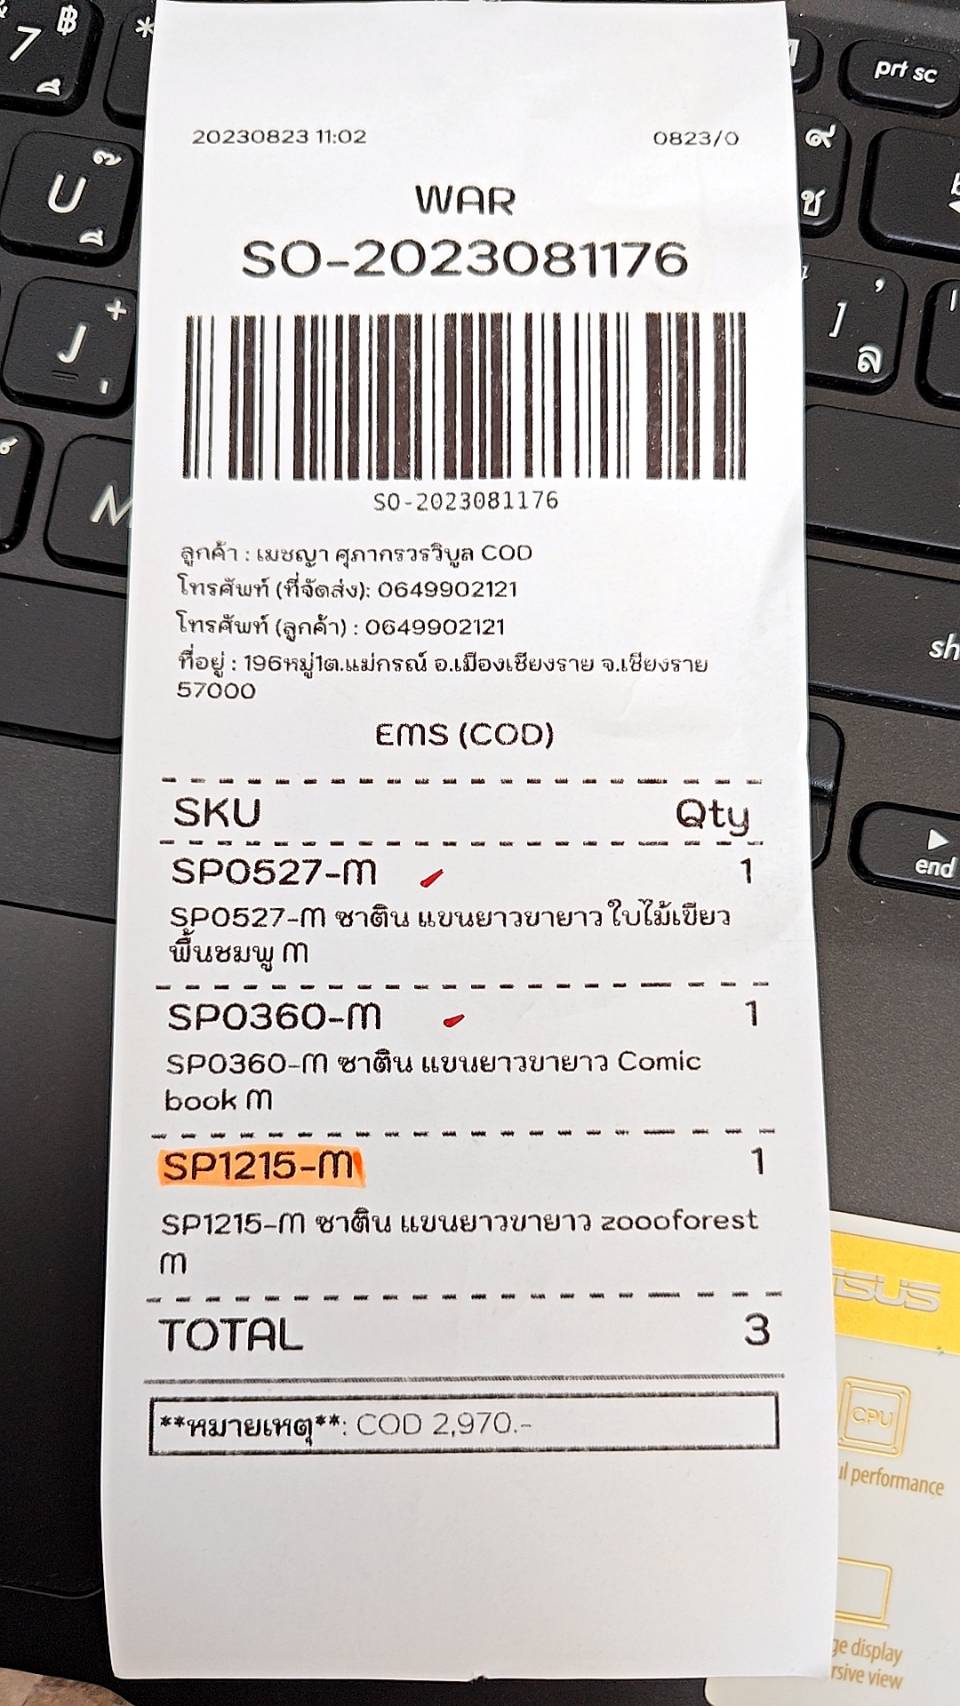 20230823 11:02 0823/0
WAR
SO-2023081176
SO-2023081176
ลูกค้า : เมชญา ศุภากรวรวิบูล COD
โทรศัพท์ (ที่จัดส่ง): 0649902121
โทรศัพท์ (ลูกค้า) : 0649902121
ที่อยู่ : 196หมู่1ต.แม่กรณ์ อ.เมืองเชียงราย จ.เชียงราย
57000
EMS (COD)
SKU Qty
SP0527-M 1
SP0527-M ซาติน แขนยาวขายาว ใบไม้เขียว
พื้นชมพู M
SP0360-M 1
SP0360-M ซาติน แขนยาวขายาว Comic
book M
SP1215-M 1
SP1215-M ซาติน แขนยาวขายาว zoooforest
M
TOTAL 3
**หมายเหตุ**: COD 2,970.-
7 ฿
*
prt sc
U
J
+
M
ช
ล
sh
end
CPU
performance
display
view